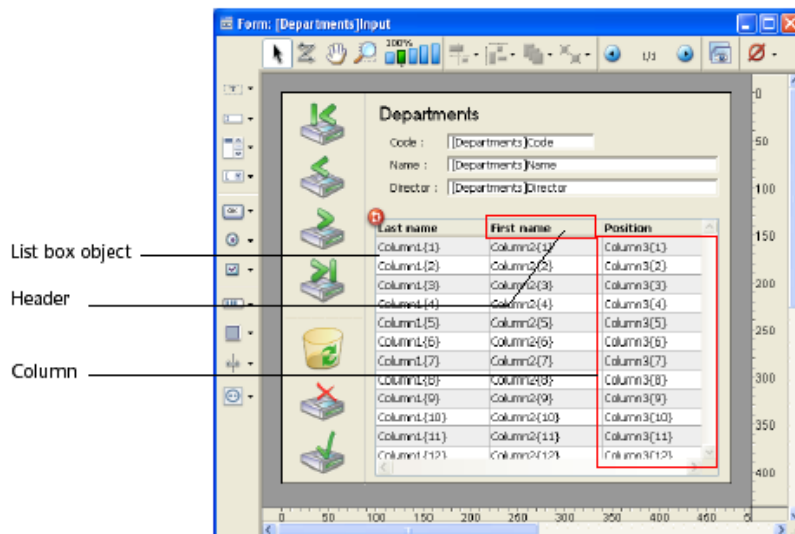 Form: [Departments]Input
100%
1/1
Departments
Code : [Departments]Code
Name : [Departments]Name
Director : [Departments]Director
Last name First name Position
Column1{1} Column2{1} Column3{1}
Column1{2} Column2{2} Column3{2}
Column1{3} Column2{3} Column3{3}
Column1{4} Column2{4} Column3{4}
Column1{5} Column2{5} Column3{5}
Column1{6} Column2{6} Column3{6}
Column1{7} Column2{7} Column3{7}
Column1{8} Column2{8} Column3{8}
Column1{9} Column2{9} Column3{9}
Column1{10} Column2{10} Column3{10}
Column1{11} Column2{11} Column3{11}
Column1{12} Column2{12} Column3{12}
List box object
Header
Column
OK
0
50
100
150
200
250
300
350
400
0 50 100 150 200 250 300 350 400 450